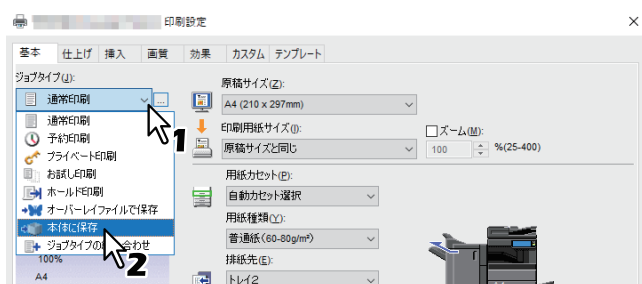 印刷設定
基本 仕上げ 挿入 画質 効果 カスタム テンプレート
ジョブタイプ(J):
通常印刷
...
通常印刷
予約印刷
プライベート印刷
お試し印刷
ホールド印刷
オーバーレイファイルで保存
本体に保存
ジョブタイプの 合わせ
100%
A4
1
2
原稿サイズ(Z):
A4 (210 x 297mm)
印刷用紙サイズ(I):
原稿サイズと同じ
ズーム(M):
100 %(25-400)
用紙カセット(P):
自動カセット選択
用紙種類(Y):
普通紙(60-80g/m²)
排紙先(E):
トレイ2